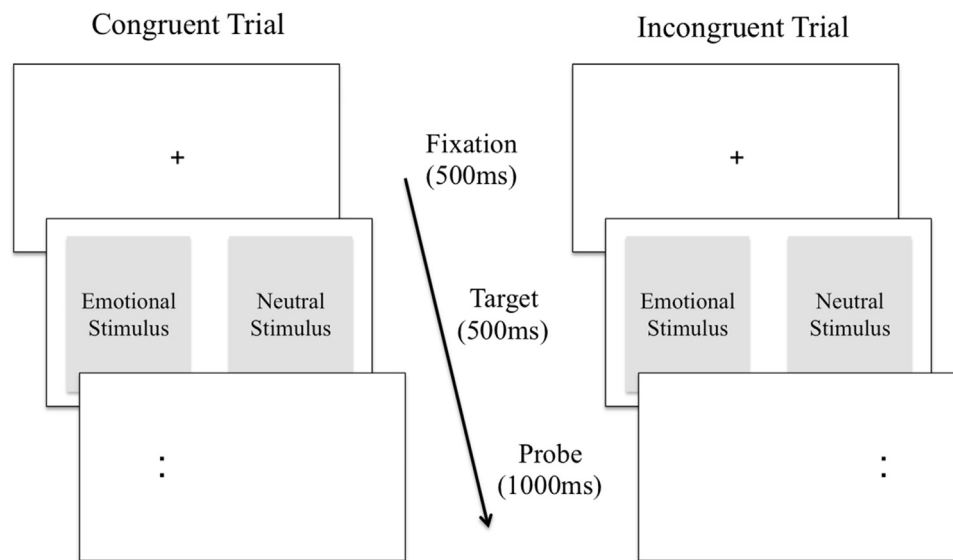 Congruent Trial
Incongruent Trial
+
Fixation
(500ms)
+
Emotional
Stimulus
Neutral
Stimulus
Target
(500ms)
Emotional
Stimulus
Neutral
Stimulus
:
Probe
(1000ms)
: